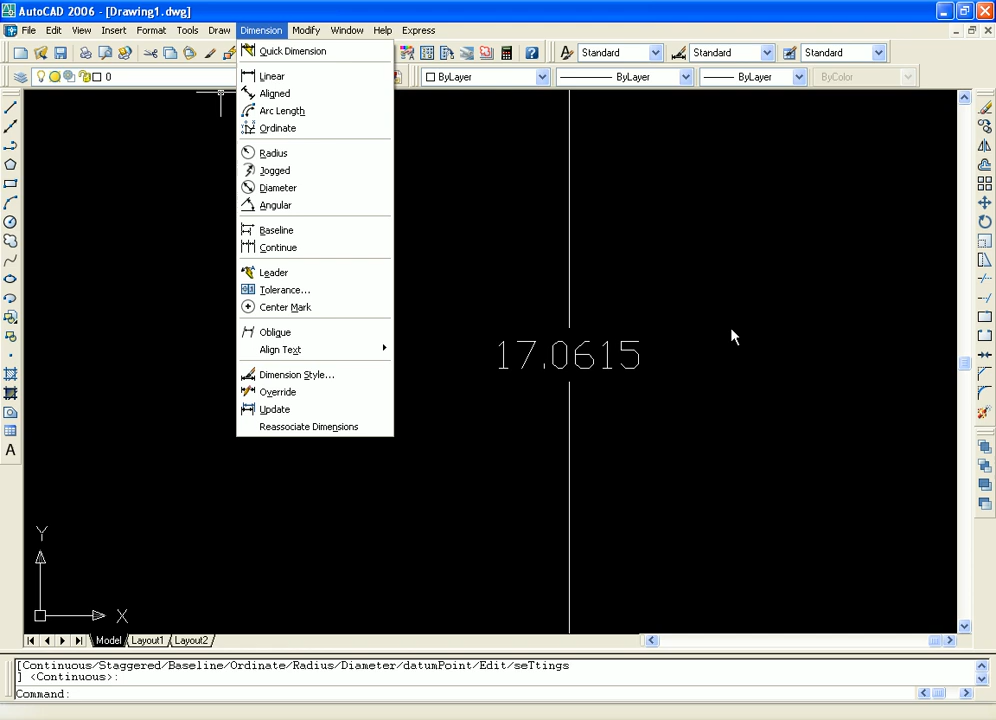 AutoCAD 2006 - [Drawing1.dwg]
File Edit View Insert Format Tools Draw Dimension Modify Window Help Express
Standard Standard Standard
0 ByLayer ByLayer ByLayer ByColor
Quick Dimension
Linear
Aligned
Arc Length
Ordinate
Radius
Jogged
Diameter
Angular
Baseline
Continue
Leader
Tolerance...
Center Mark
Oblique
Align Text
Dimension Style...
Override
Update
Reassociate Dimensions
17.0615
A
Y
X
Model Layout1 Layout2
[Continuous/Staggered/Baseline/Ordinate/Radius/Diameter/datumPoint/Edit/seTtings
] <Continuous>:
Command: